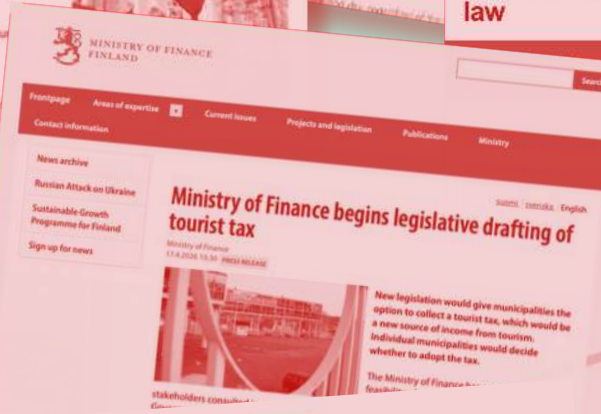 law
MINISTRY OF FINANCE
FINLAND
Search
Frontpage
Areas of expertise
Current issues
Projects and legislation
Publications
Ministry
Contact information
News archive
Russian Attack on Ukraine
Sustainable Growth
Programme for Finland
Sign up for news
suomi svenska English
Ministry of Finance begins legislative drafting of
tourist tax
Ministry of Finance
17.4.2026 10.30 PRESS RELEASE
New legislation would give municipalities the
option to collect a tourist tax, which would be
a new source of income from tourism.
Individual municipalities would decide
whether to adopt the tax.
The Ministry of Finance
stakeholders consulted